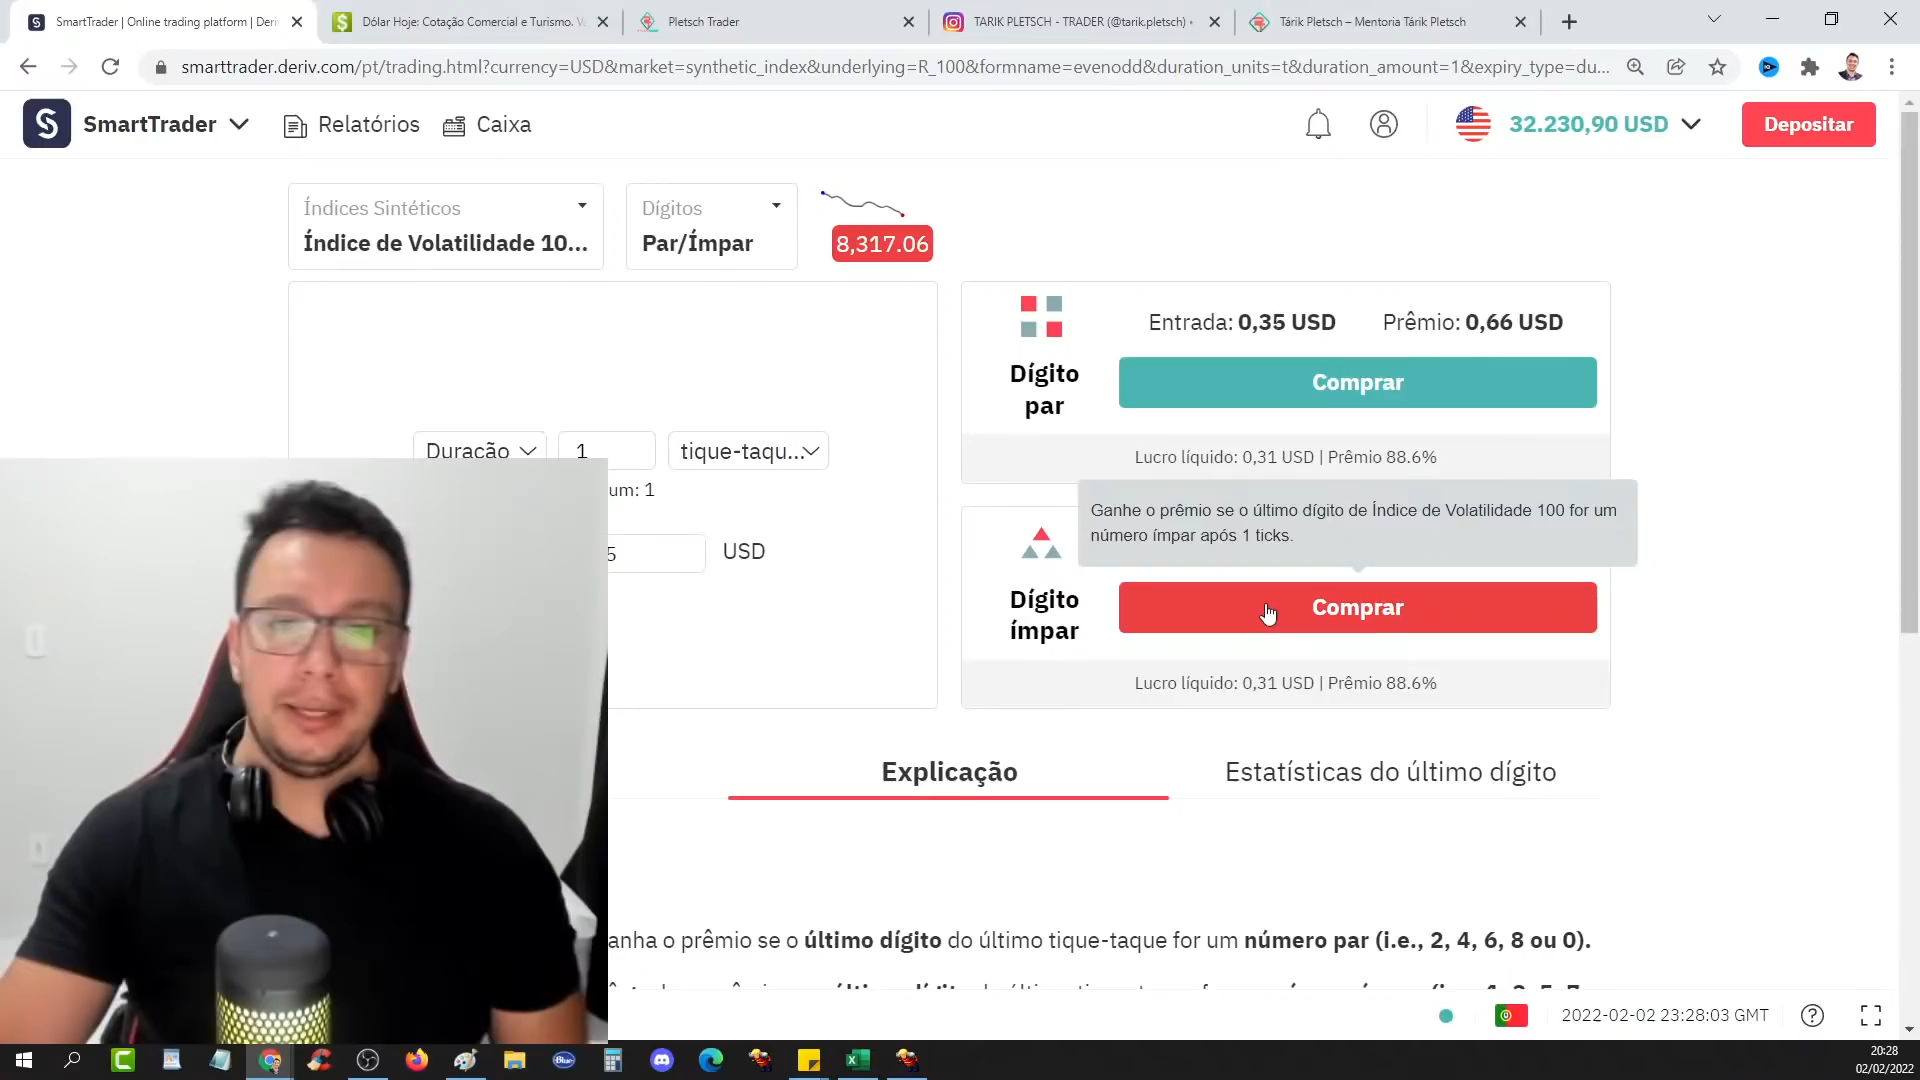 SmartTrader | Online trading platform | Deri
Dólar Hoje: Cotação Comercial e Turismo. V
Pletsch Trader
TARIK PLETSCH - TRADER (@tarik.pletsch) •
Tárik Pletsch – Mentoria Tárik Pletsch
smarttrader.deriv.com/pt/trading.html?currency=USD&market=synthetic_index&underlying=R_100&formname=evenodd&duration_units=t&duration_amount=1&expiry_type=du...
SmartTrader
Relatórios
Caixa
32.230,90 USD
Depositar
Índices Sintéticos
Índice de Volatilidade 10...
Dígitos
Par/Ímpar
8,317.06
Entrada: 0,35 USD
Prêmio: 0,66 USD
Dígito
par
Comprar
Lucro líquido: 0,31 USD | Prêmio 88.6%
Duração
1
tique-taqu...
um: 1
5
USD
Ganhe o prêmio se o último dígito de Índice de Volatilidade 100 for um
número ímpar após 1 ticks.
Dígito
ímpar
Comprar
Lucro líquido: 0,31 USD | Prêmio 88.6%
Explicação
Estatísticas do último dígito
anha o prêmio se o último dígito do último tique-taque for um número par (i.e., 2, 4, 6, 8 ou 0).
2022-02-02 23:28:03 GMT
Blue
20:28
02/02/2022